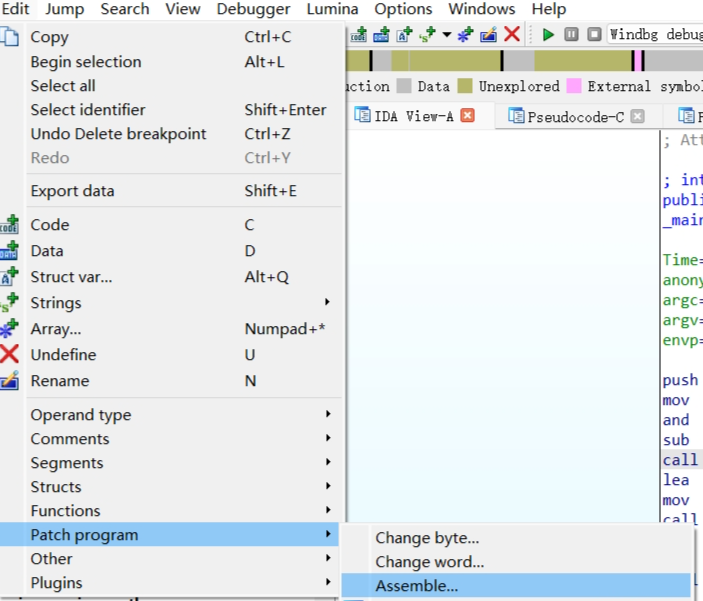 Edit Jump Search View Debugger Lumina Options Windows Help
Copy Ctrl+C
Begin selection Alt+L
Select all
Select identifier Shift+Enter
Undo Delete breakpoint Ctrl+Z
Redo Ctrl+Y
Export data Shift+E
Code C
Data D
Struct var... Alt+Q
Strings
Array... Numpad+*
Undefine U
Rename N
Operand type
Comments
Segments
Structs
Functions
Patch program
Other
Plugins
Change byte...
Change word...
Assemble...
Windbg debug
ction Data Unexplored External symbo
IDA View-A Pseudocode-C
; Att
; int
publi
_main
Time=
anony
argc=
argv=
envp=
push
mov
and
sub
call
lea
mov
call